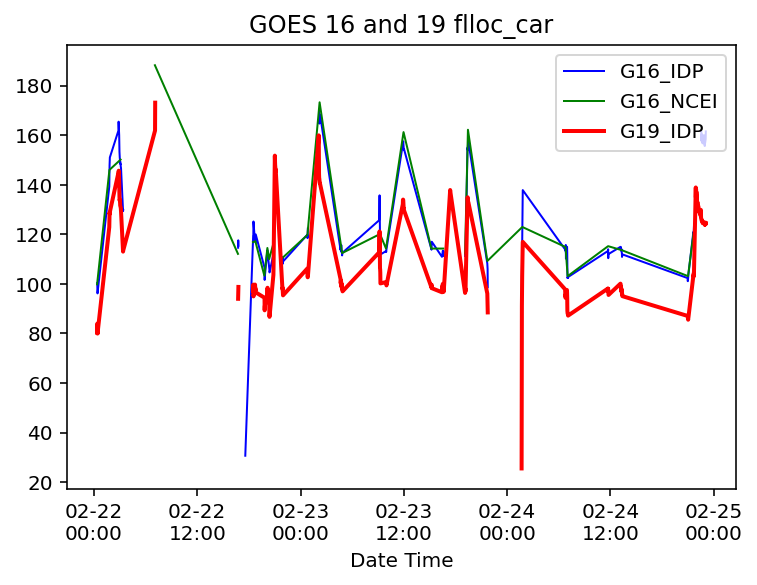 GOES 16 and 19 flloc_car
G16_IDP
G16_NCEI
G19_IDP
180
160
140
120
100
80
60
40
20
02-22 02-22 02-23 02-23 02-24 02-24 02-25
00:00 12:00 00:00 12:00 00:00 12:00 00:00
Date Time